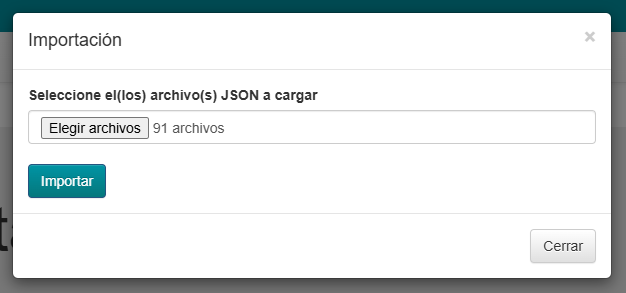 Importación
×
Seleccione el(los) archivo(s) JSON a cargar
Elegir archivos 91 archivos
Importar
Cerrar